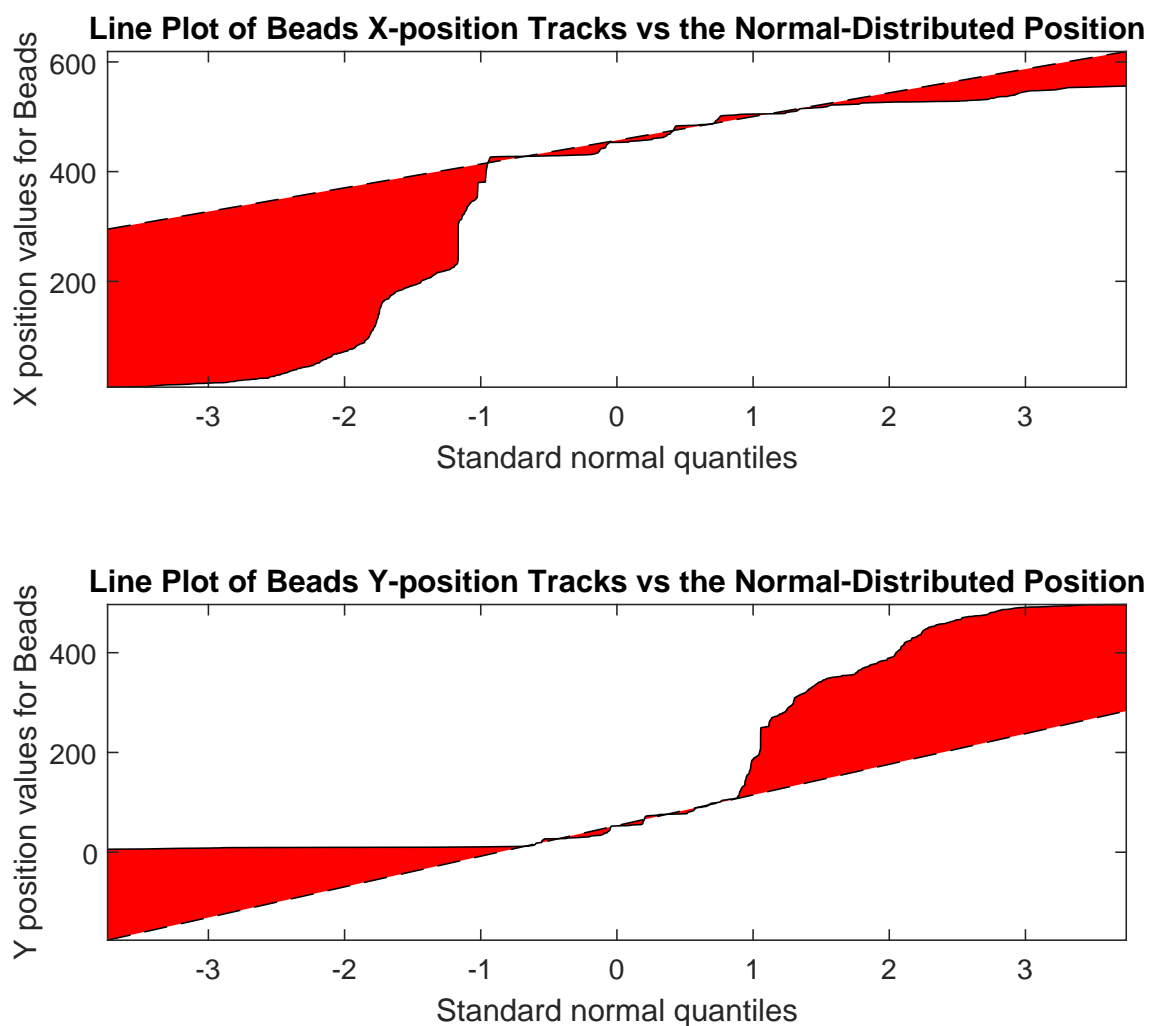 Line Plot of Beads X-position Tracks vs the Normal-Distributed Position
X position values for Beads
600
400
200
-3 -2 -1 0 1 2 3
Standard normal quantiles
Line Plot of Beads Y-position Tracks vs the Normal-Distributed Position
Y position values for Beads
400
200
0
-3 -2 -1 0 1 2 3
Standard normal quantiles